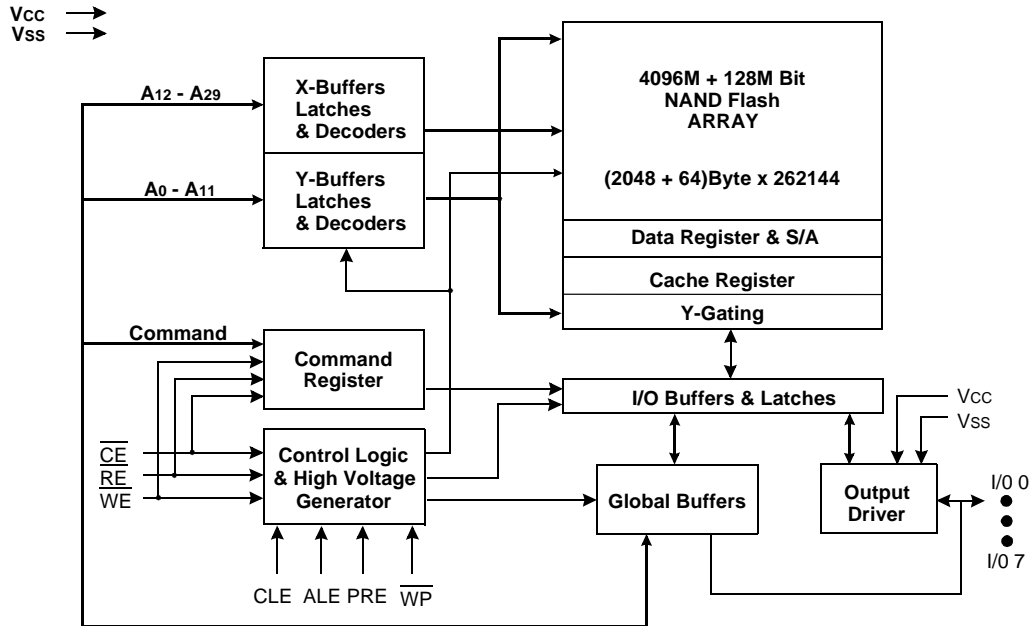 VCC
VSS
A12 - A29
X-Buffers
Latches
& Decoders
A0 - A11
Y-Buffers
Latches
& Decoders
4096M + 128M Bit
NAND Flash
ARRAY
(2048 + 64)Byte x 262144
Data Register & S/A
Cache Register
Y-Gating
Command
Command
Register
I/O Buffers & Latches
VCC
VSS
CE
RE
WE
Control Logic
& High Voltage
Generator
Global Buffers
Output
Driver
I/0 0
I/0 7
CLE
ALE
PRE
WP